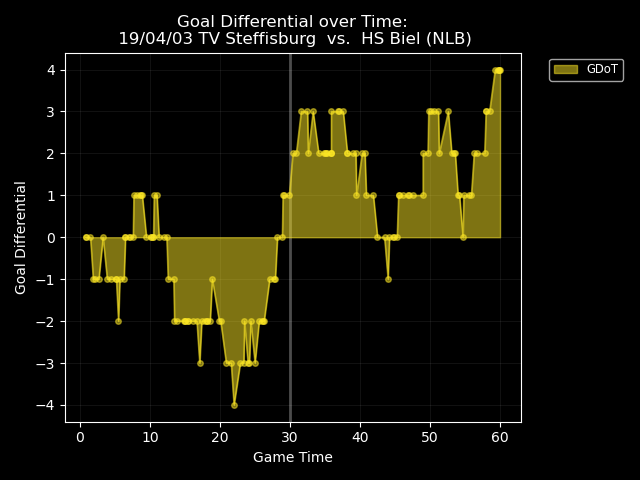 Goal Differential over Time:
19/04/03 TV Steffisburg  vs.  HS Biel (NLB)
GDoT
4
3
2
1
0
−1
−2
−3
−4
Goal Differential
0 10 20 30 40 50 60
Game Time